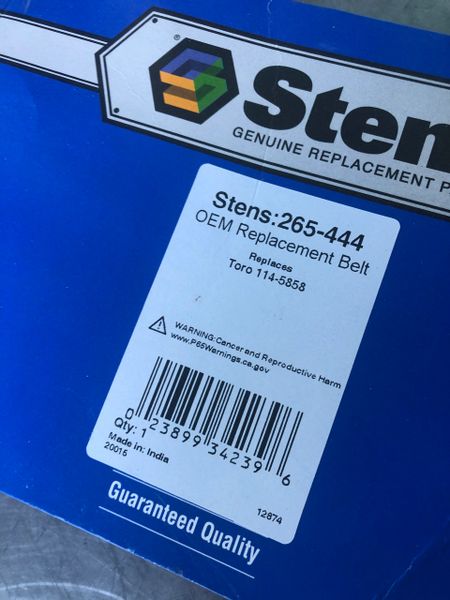 ®
Sten
GENUINE REPLACEMENT P
Stens:265-444
OEM Replacement Belt
Replaces
Toro 114-5858
WARNING:Cancer and Reproductive Harm
www.P65Warnings.ca.gov
0 23899 34239 6
Qty: 1
Made in: India
20015
12874
Guaranteed Quality